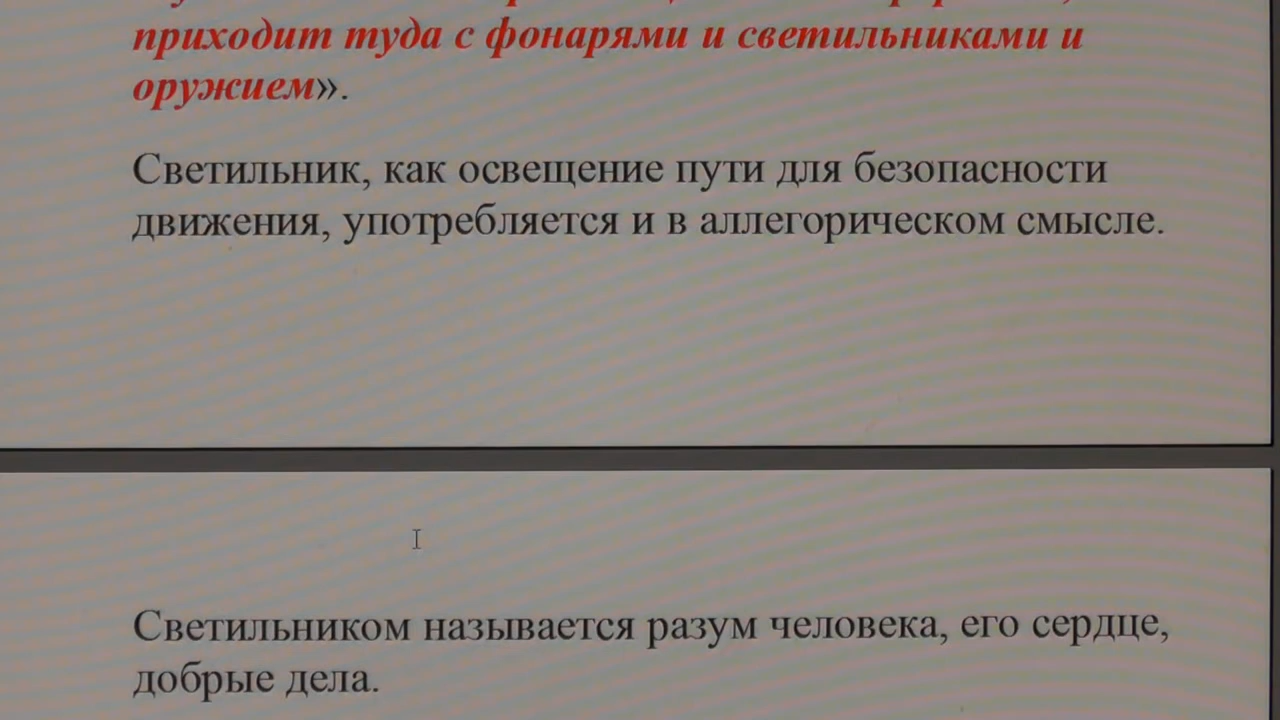 приходит туда с фонарями и светильниками и
оружием».
Светильник, как освещение пути для безопасности
движения, употребляется и в аллегорическом смысле.
Светильником называется разум человека, его сердце,
добрые дела.